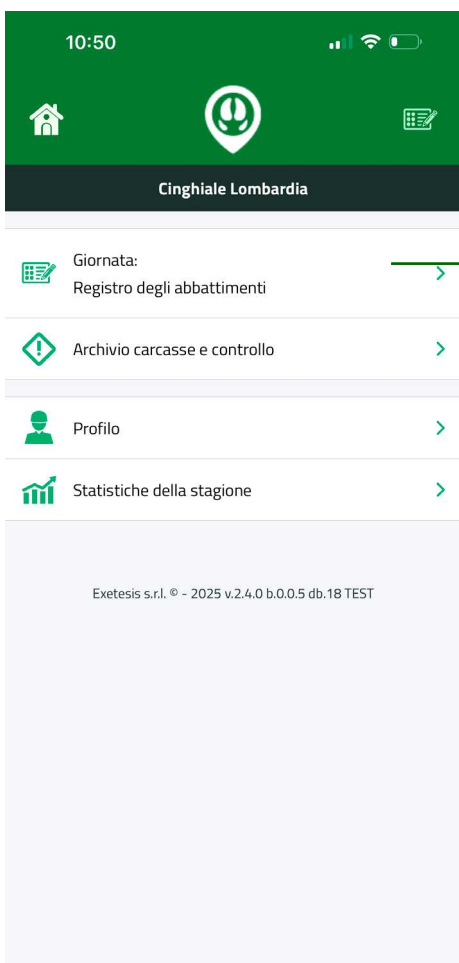 10:50
Cinghiale Lombardia
Giornata:
Registro degli abbattimenti
Archivio carcasse e controllo
Profilo
Statistiche della stagione
Exetesis s.r.l. © - 2025 v.2.4.0 b.0.0.5 db.18 TEST